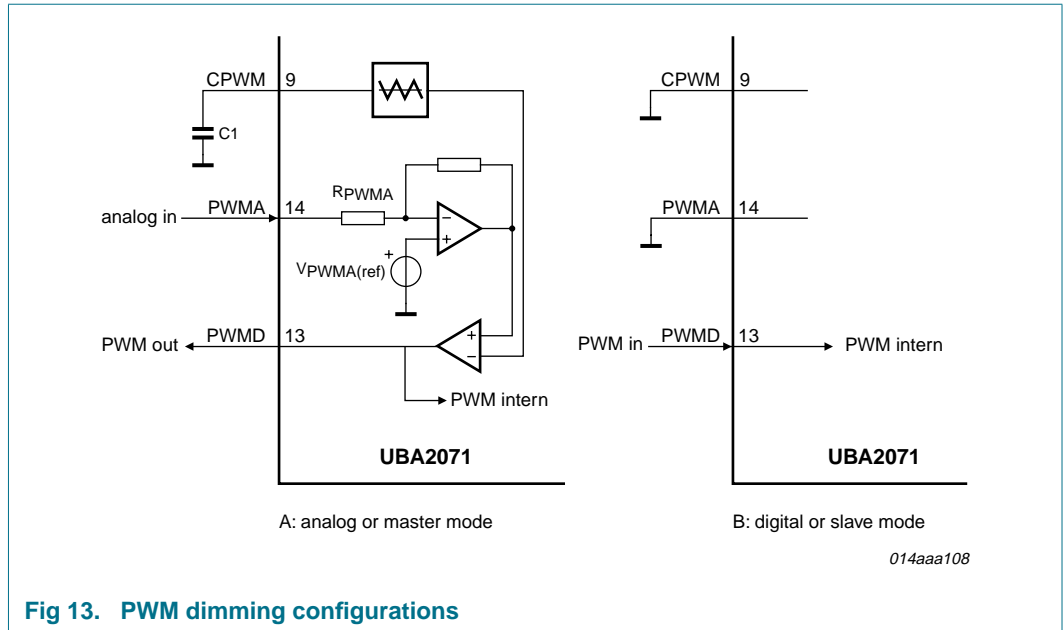 CPWM 9
C1
RPWMA
analog in PWMA 14
+
−
+
VPWMA(ref)
PWM out PWMD 13
+
−
PWM intern
UBA2071
A: analog or master mode
CPWM 9
PWMA 14
PWM in PWMD 13 PWM intern
UBA2071
B: digital or slave mode
014aaa108
Fig 13. PWM dimming configurations